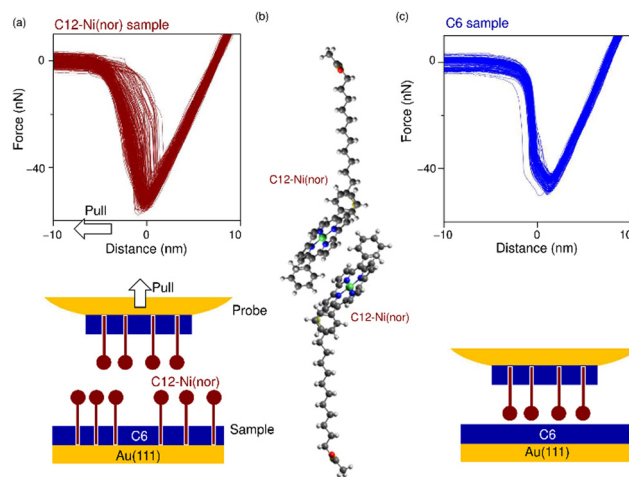 (a)
C12-Ni(nor) sample
0
−40
Force (nN)
Pull
−10
0
10
Distance (nm)
Pull
Probe
C12-Ni(nor)
Sample
C6
Au(111)
(b)
C12-Ni(nor)
C12-Ni(nor)
(c)
C6 sample
0
−40
Force (nN)
−10
0
10
Distance (nm)
C6
Au(111)